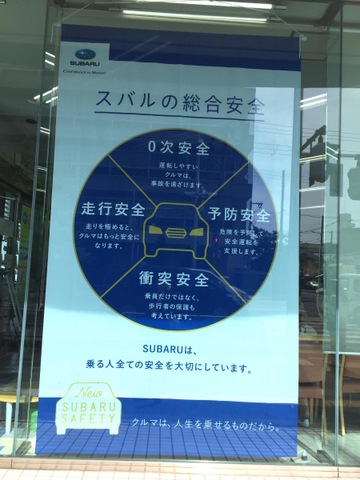 SUBARU
Confidence in Motion
スバルの総合安全
0次安全
運転しやすい
クルマは、
事故を遠ざけます。
走行安全
走りを極めると、
クルマはもっと安全に
なります。
予防安全
危険を予測し
安全運転を
支援します。
衝突安全
乗員だけではなく、
歩行者の保護も
考えています。
SUBARUは、
乗る人全ての安全を大切にしています。
New
SUBARU
SAFETY
クルマは、人生を乗せるものだから。